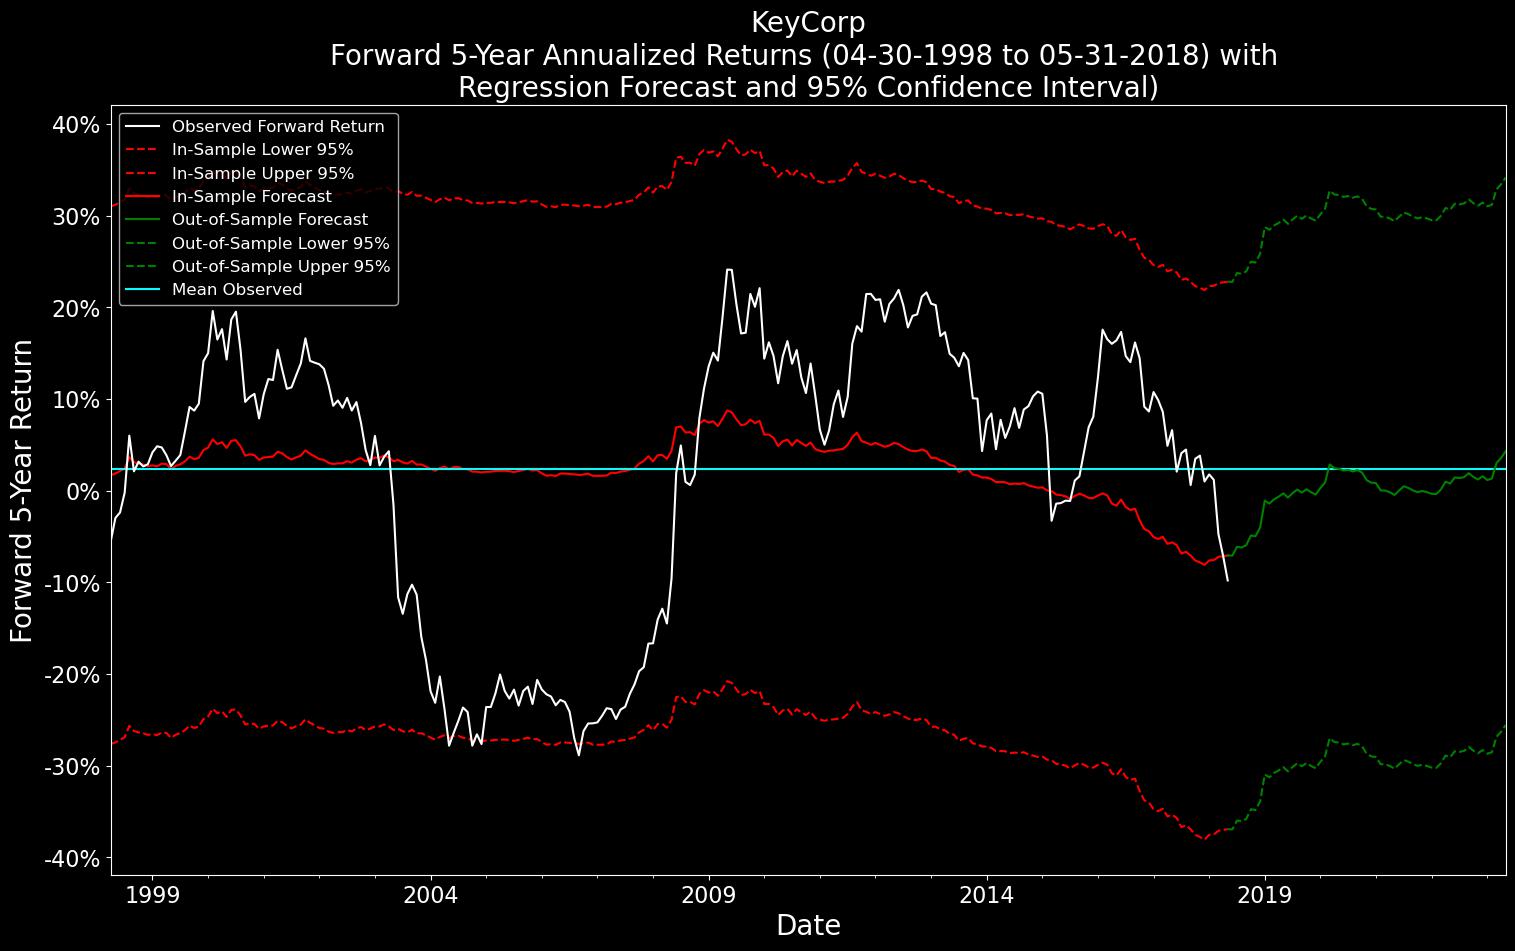 KeyCorp
Forward 5-Year Annualized Returns (04-30-1998 to 05-31-2018) with
Regression Forecast and 95% Confidence Interval)
Observed Forward Return
In-Sample Lower 95%
In-Sample Upper 95%
In-Sample Forecast
Out-of-Sample Forecast
Out-of-Sample Lower 95%
Out-of-Sample Upper 95%
Mean Observed
Forward 5-Year Return
40%
30%
20%
10%
0%
-10%
-20%
-30%
-40%
1999
2004
2009
2014
2019
Date